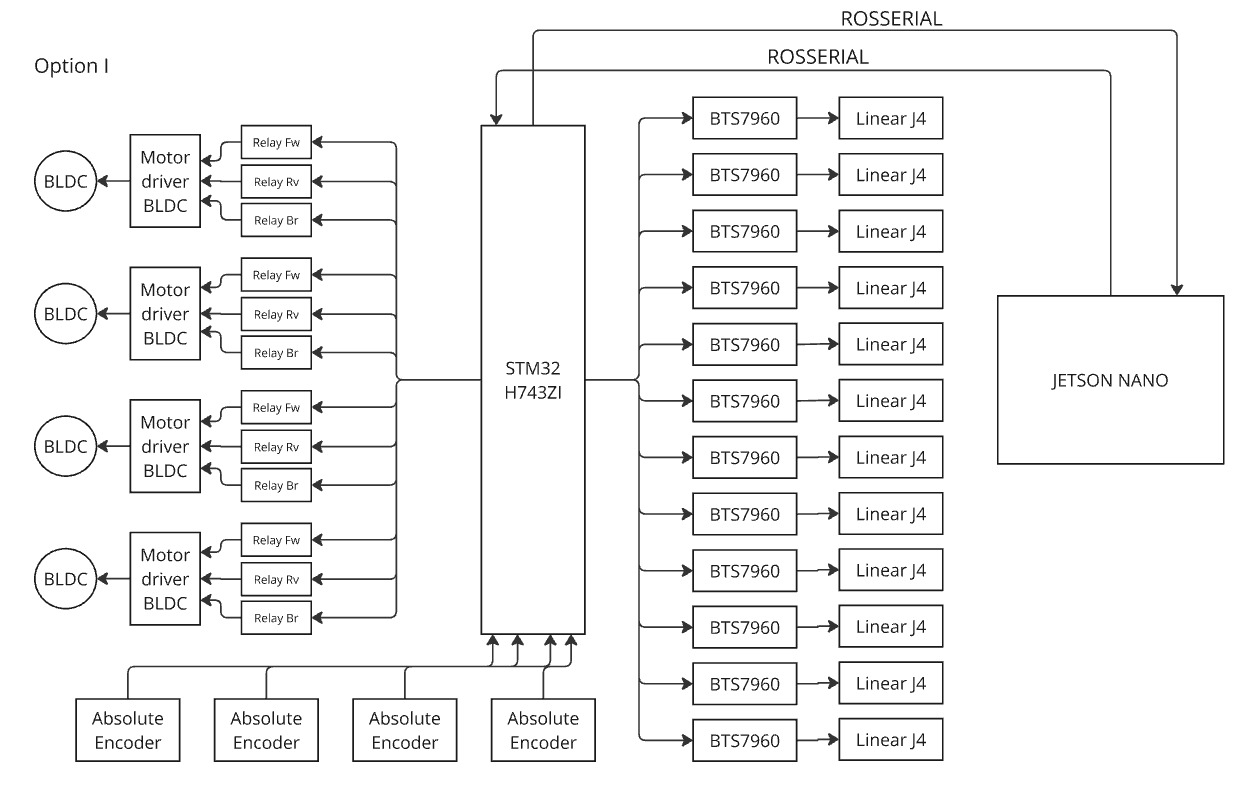 ROSSERIAL
ROSSERIAL
Option I
BLDC
Motor
driver
BLDC
Relay Fw
Relay Rv
Relay Br
BLDC
Motor
driver
BLDC
Relay Fw
Relay Rv
Relay Br
BLDC
Motor
driver
BLDC
Relay Fw
Relay Rv
Relay Br
BLDC
Motor
driver
BLDC
Relay Fw
Relay Rv
Relay Br
Absolute
Encoder
Absolute
Encoder
Absolute
Encoder
Absolute
Encoder
STM32
H743ZI
BTS7960
Linear J4
BTS7960
Linear J4
BTS7960
Linear J4
BTS7960
Linear J4
BTS7960
Linear J4
BTS7960
Linear J4
BTS7960
Linear J4
BTS7960
Linear J4
BTS7960
Linear J4
BTS7960
Linear J4
BTS7960
Linear J4
BTS7960
Linear J4
JETSON NANO